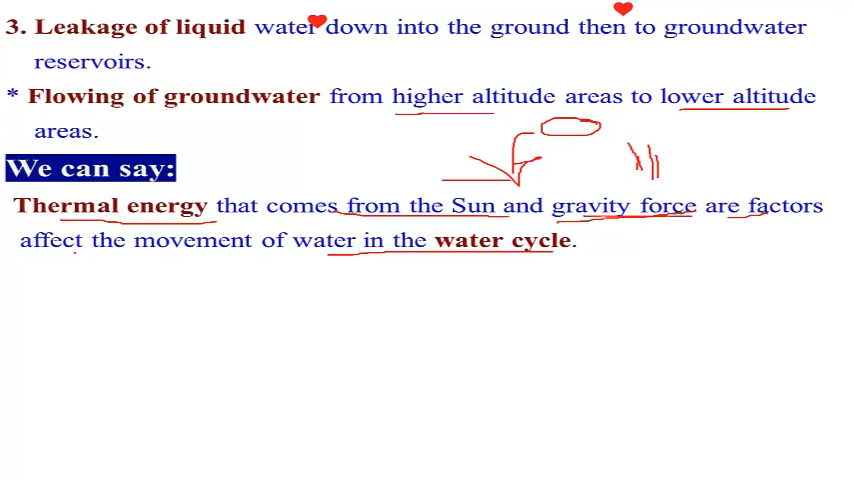 3. Leakage of liquid water down into the ground then to groundwater
reservoirs.
* Flowing of groundwater from higher altitude areas to lower altitude
areas.
We can say:
Thermal energy that comes from the Sun and gravity force are factors
affect the movement of water in the water cycle.